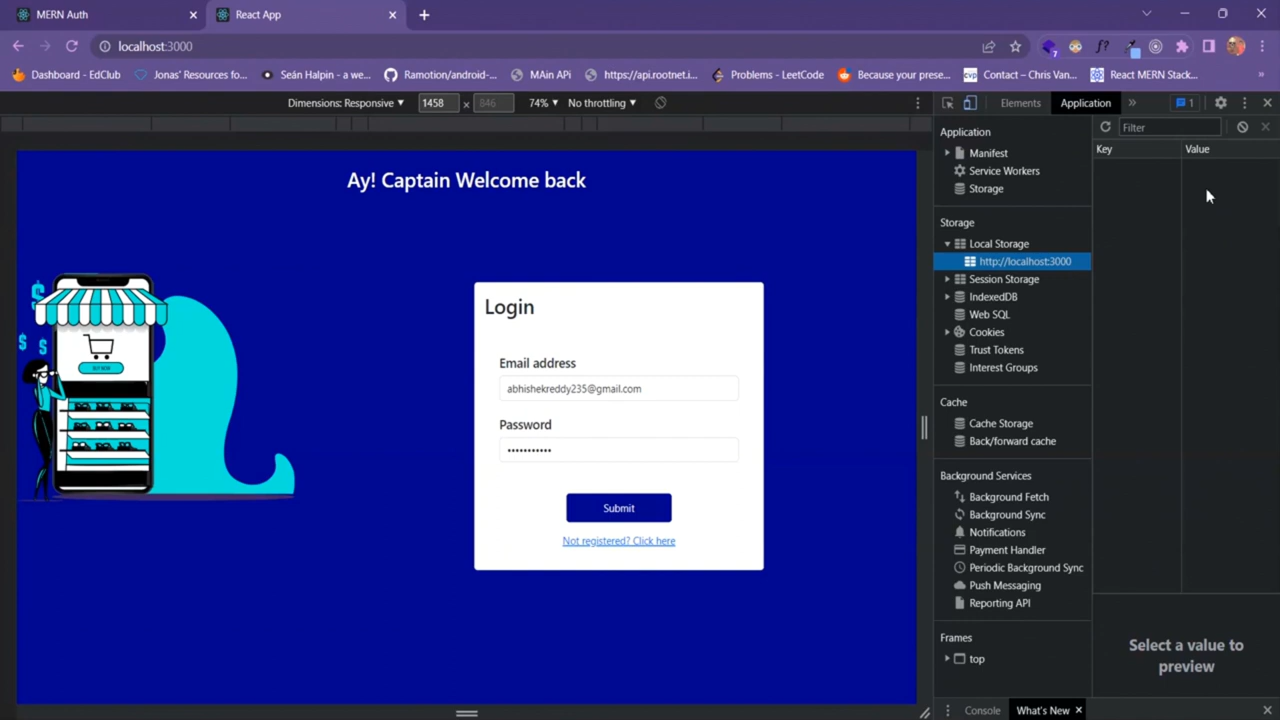 MERN Auth
React App
localhost:3000
Dashboard - EdClub
Jonas' Resources fo...
Seán Halpin - a we...
Ramotion/android-...
MAin APi
https://api.rootnet.i...
Problems - LeetCode
Because your prese...
Contact – Chris Van...
React MERN Stack...
Dimensions: Responsive
1458
x
846
74%
No throttling
Elements
Application
1
Filter
Application
Manifest
Service Workers
Storage
Storage
Local Storage
http://localhost:3000
Session Storage
IndexedDB
Web SQL
Cookies
Trust Tokens
Interest Groups
Cache
Cache Storage
Back/forward cache
Background Services
Background Fetch
Background Sync
Notifications
Payment Handler
Periodic Background Sync
Push Messaging
Reporting API
Frames
top
Key
Value
Select a value to
preview
Console
What's New
Ay! Captain Welcome back
Login
Email address
abhishekreddy235@gmail.com
Password
•••••••••••
Submit
Not registered? Click here